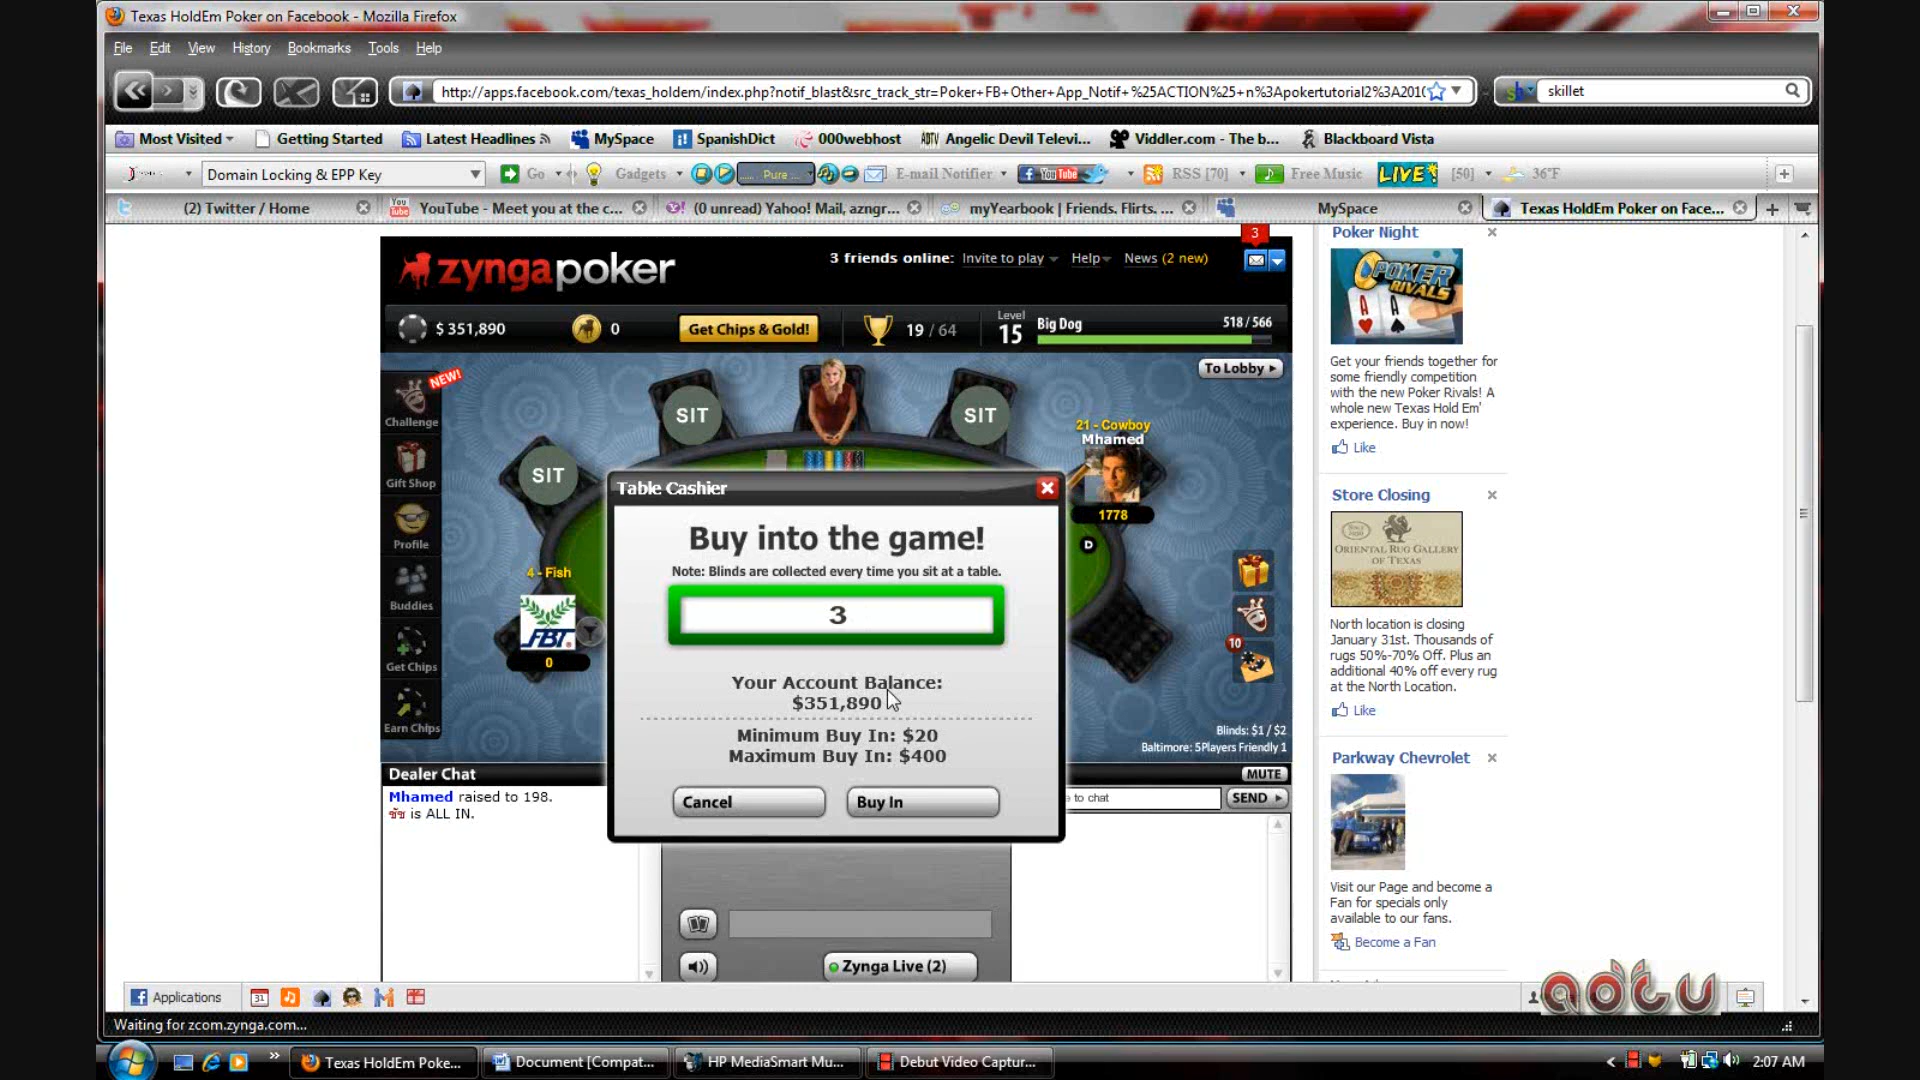 Texas HoldEm Poker on Facebook - Mozilla Firefox
File Edit View History Bookmarks Tools Help
http://apps.facebook.com/texas_holdem/index.php?notif_blast&src_track_str=Poker+FB+Other+App_Notif+%25ACTION%25+n%3Apokertutorial2%3A201
skillet
Most Visited Getting Started Latest Headlines MySpace SpanishDict 000webhost Angelic Devil Televi... Viddler.com - The b... Blackboard Vista
Domain Locking & EPP Key Go Gadgets Pure ... E-mail Notifier YouTube RSS [70] Free Music LIVE! [50] 36°F
(2) Twitter / Home YouTube - Meet you at the c... (0 unread) Yahoo! Mail, azngr... myYearbook | Friends. Flirts. ... MySpace Texas HoldEm Poker on Face...
zynga poker
3 friends online: Invite to play Help News (2 new)
3
$ 351,890 0 Get Chips & Gold! 19 / 64 Level 15 Big Dog 518 / 566
To Lobby
NEW!
Challenge
Gift Shop
Profile
Buddies
Get Chips
Earn Chips
SIT
SIT
SIT
21 - Cowboy
Mhamed
1778
D
4 - Fish
FBT
0
10
Table Cashier
Buy into the game!
Note: Blinds are collected every time you sit at a table.
3
Your Account Balance:
$351,890
Minimum Buy In: $20
Maximum Buy In: $400
Cancel Buy In
Blinds: $1 / $2
Baltimore: 5Players Friendly 1
Dealer Chat
MUTE
Mhamed raised to 198.
is ALL IN.
to chat
SEND
Zynga Live (2)
Poker Night
POKER RIVALS
Get your friends together for
some friendly competition
with the new Poker Rivals! A
whole new Texas Hold Em'
experience. Buy in now!
Like
Store Closing
ORIENTAL RUG GALLERY
OF TEXAS
North location is closing
January 31st. Thousands of
rugs 50%-70% Off. Plus an
additional 40% off every rug
at the North Location.
Like
Parkway Chevrolet
Visit our Page and become a
Fan for specials only
available to our fans.
Become a Fan
Applications 31
adtv
Waiting for zcom.zynga.com...
Texas HoldEm Poke... Document [Compat... HP MediaSmart Mu... Debut Video Captur... 2:07 AM